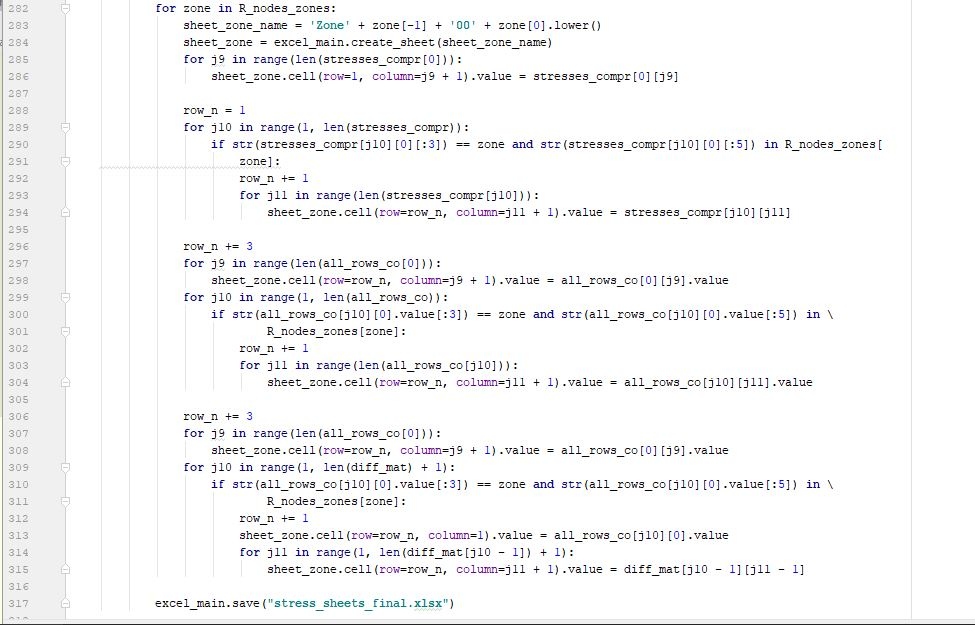 282 for zone in R_nodes_zones:
283 sheet_zone_name = 'Zone' + zone[-1] + '00' + zone[0].lower()
284 sheet_zone = excel_main.create_sheet(sheet_zone_name)
285 for j9 in range(len(stresses_compr[0])):
286 sheet_zone.cell(row=1, column=j9 + 1).value = stresses_compr[0][j9]
287
288 row_n = 1
289 for j10 in range(1, len(stresses_compr)):
290 if str(stresses_compr[j10][0][:3]) == zone and str(stresses_compr[j10][0][:5]) in R_nodes_zones[
291 zone]:
292 row_n += 1
293 for j11 in range(len(stresses_compr[j10])):
294 sheet_zone.cell(row=row_n, column=j11 + 1).value = stresses_compr[j10][j11]
295
296 row_n += 3
297 for j9 in range(len(all_rows_co[0])):
298 sheet_zone.cell(row=row_n, column=j9 + 1).value = all_rows_co[0][j9].value
299 for j10 in range(1, len(all_rows_co)):
300 if str(all_rows_co[j10][0].value[:3]) == zone and str(all_rows_co[j10][0].value[:5]) in \
301 R_nodes_zones[zone]:
302 row_n += 1
303 for j11 in range(len(all_rows_co[j10])):
304 sheet_zone.cell(row=row_n, column=j11 + 1).value = all_rows_co[j10][j11].value
305
306 row_n += 3
307 for j9 in range(len(all_rows_co[0])):
308 sheet_zone.cell(row=row_n, column=j9 + 1).value = all_rows_co[0][j9].value
309 for j10 in range(1, len(diff_mat) + 1):
310 if str(all_rows_co[j10][0].value[:3]) == zone and str(all_rows_co[j10][0].value[:5]) in \
311 R_nodes_zones[zone]:
312 row_n += 1
313 sheet_zone.cell(row=row_n, column=1).value = all_rows_co[j10][0].value
314 for j11 in range(1, len(diff_mat[j10 - 1]) + 1):
315 sheet_zone.cell(row=row_n, column=j11 + 1).value = diff_mat[j10 - 1][j11 - 1]
316
317 excel_main.save("stress_sheets_final.xlsx")